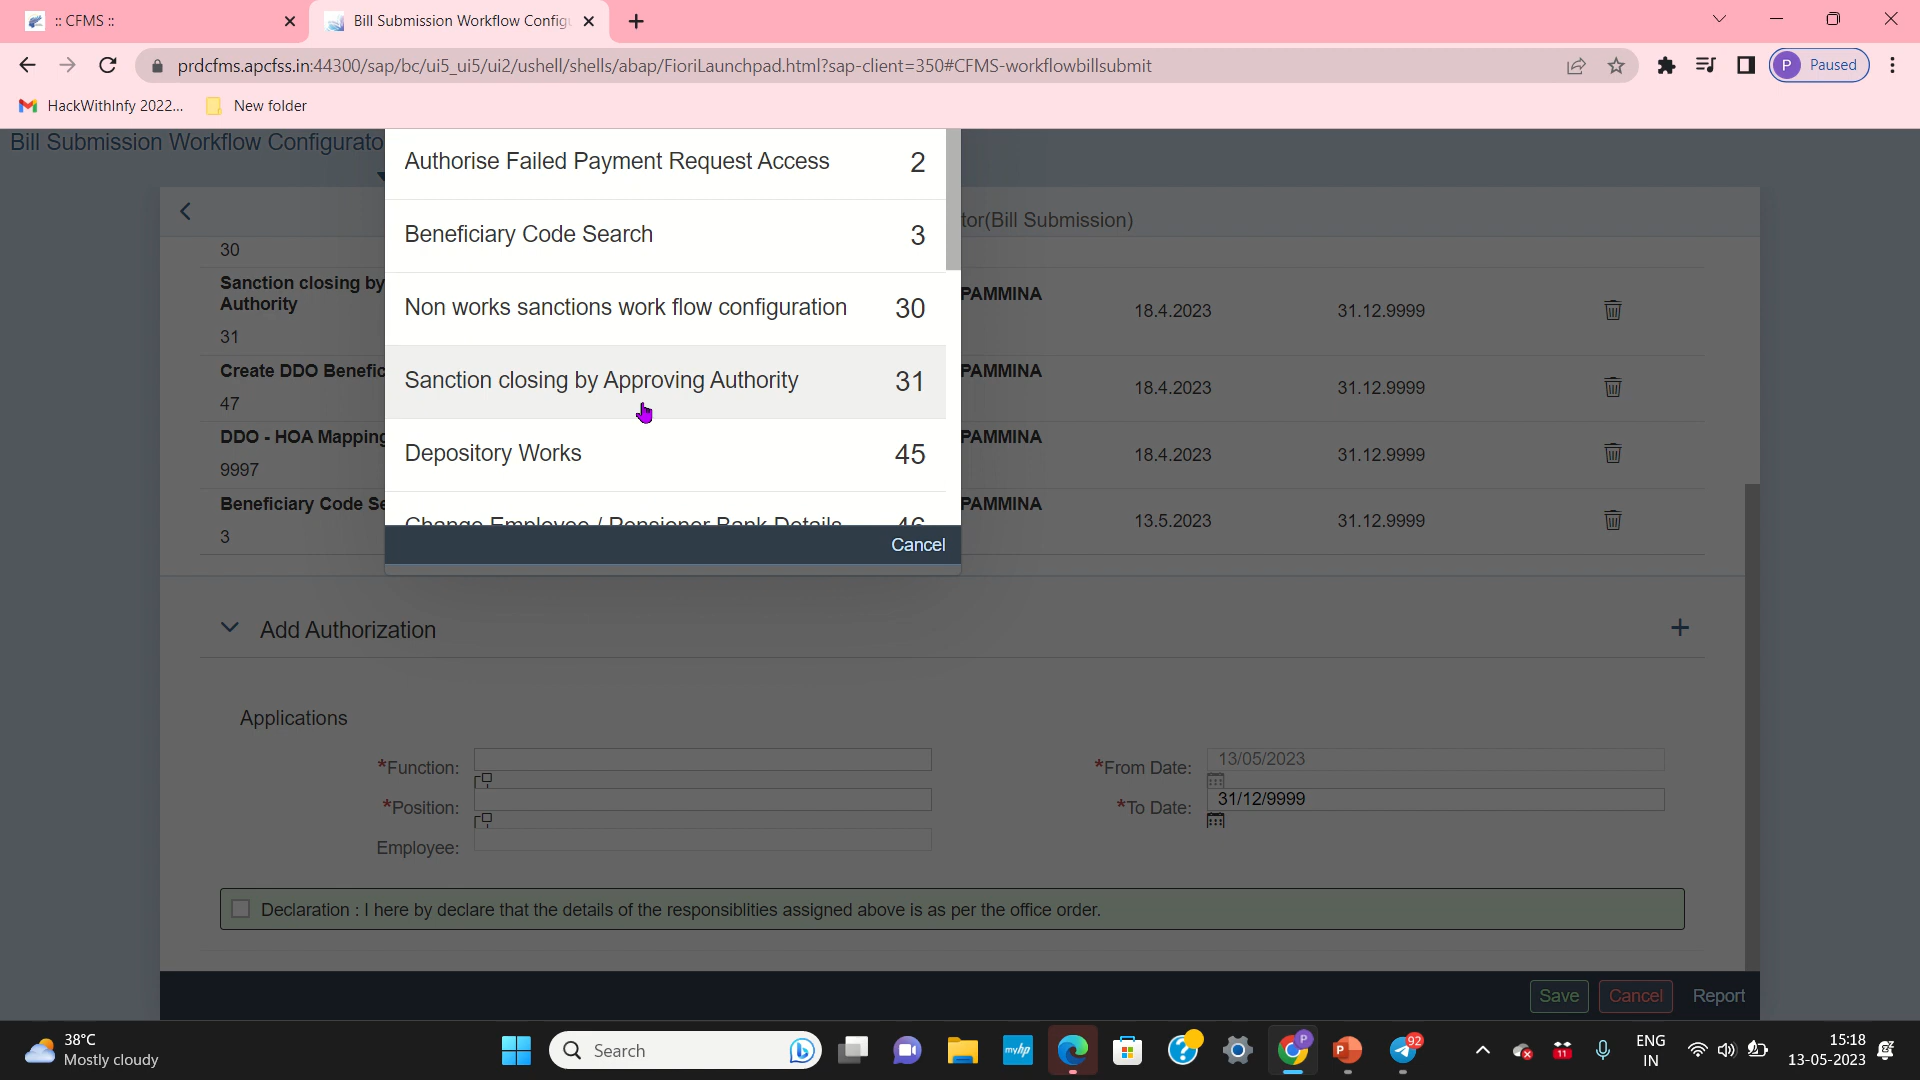 :: CFMS ::
Bill Submission Workflow Config
prdcfms.apcfss.in:44300/sap/bc/ui5_ui5/ui2/ushell/shells/abap/FioriLaunchpad.html?sap-client=350#CFMS-workflowbillsubmit
P
Paused
HackWithInfy 2022...
New folder
Bill Submission Workflow Configurato
tor(Bill Submission)
Authorise Failed Payment Request Access 2
Beneficiary Code Search 3
Non works sanctions work flow configuration 30
Sanction closing by Approving Authority 31
Depository Works 45
Change Employee / Pensioner Bank Details 46
Cancel
30
Sanction closing by
Authority
31
PAMMINA 18.4.2023 31.12.9999
Create DDO Benefic
47
PAMMINA 18.4.2023 31.12.9999
DDO - HOA Mapping
9997
PAMMINA 18.4.2023 31.12.9999
Beneficiary Code Se
3
PAMMINA 13.5.2023 31.12.9999
Add Authorization
Applications
*Function:
*From Date: 13/05/2023
*Position:
*To Date: 31/12/9999
Employee:
Declaration : I here by declare that the details of the responsiblities assigned above is as per the office order.
Save Cancel Report
38°C
Mostly cloudy
Search
myhp
P
P
92
11
ENG
IN
15:18
13-05-2023